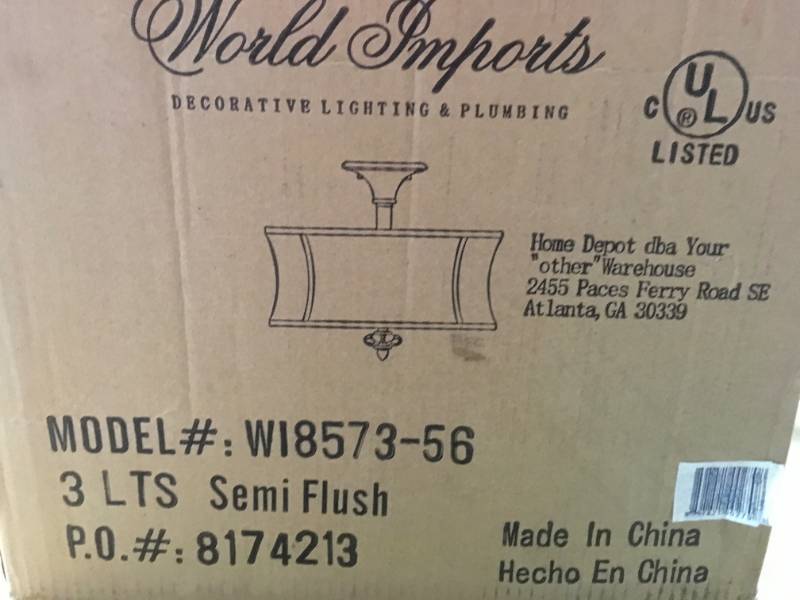 World Imports
DECORATIVE LIGHTING & PLUMBING
C UL® US
LISTED
Home Depot dba Your
"other"Warehouse
2455 Paces Ferry Road SE
Atlanta, GA 30339
MODEL#: WI8573-56
3 LTS Semi Flush
P.O.#: 8174213
Made In China
Hecho En China